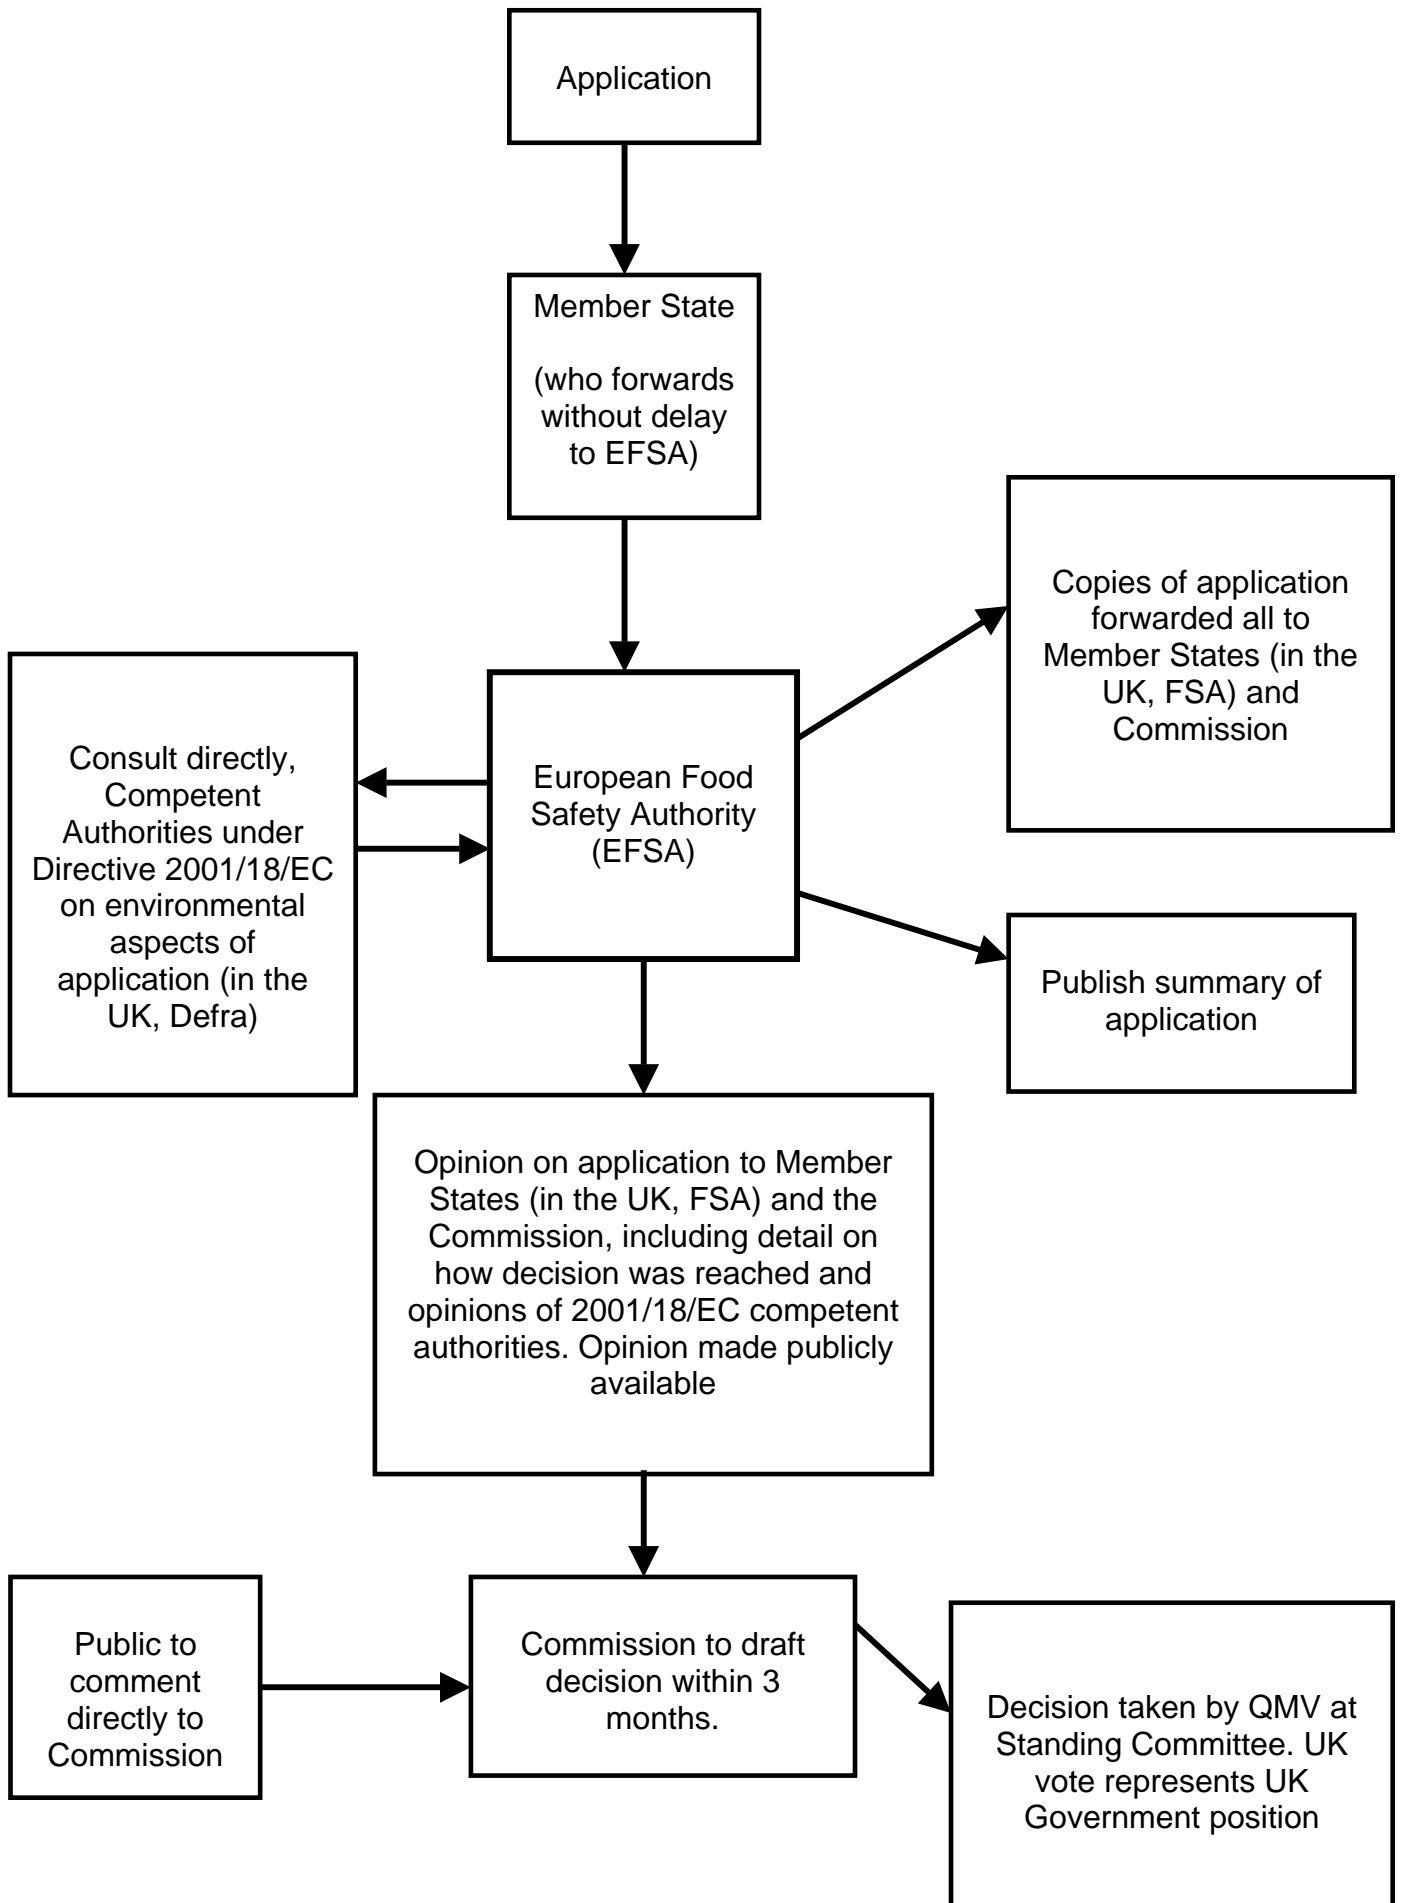 Application
Member State
(who forwards
without delay
to EFSA)
Copies of application
forwarded all to
Member States (in the
UK, FSA) and
Commission
Consult directly,
Competent
Authorities under
Directive 2001/18/EC
on environmental
aspects of
application (in the
UK, Defra)
European Food
Safety Authority
(EFSA)
Publish summary of
application
Opinion on application to Member
States (in the UK, FSA) and the
Commission, including detail on
how decision was reached and
opinions of 2001/18/EC competent
authorities. Opinion made publicly
available
Public to
comment
directly to
Commission
Commission to draft
decision within 3
months.
Decision taken by QMV at
Standing Committee. UK
vote represents UK
Government position